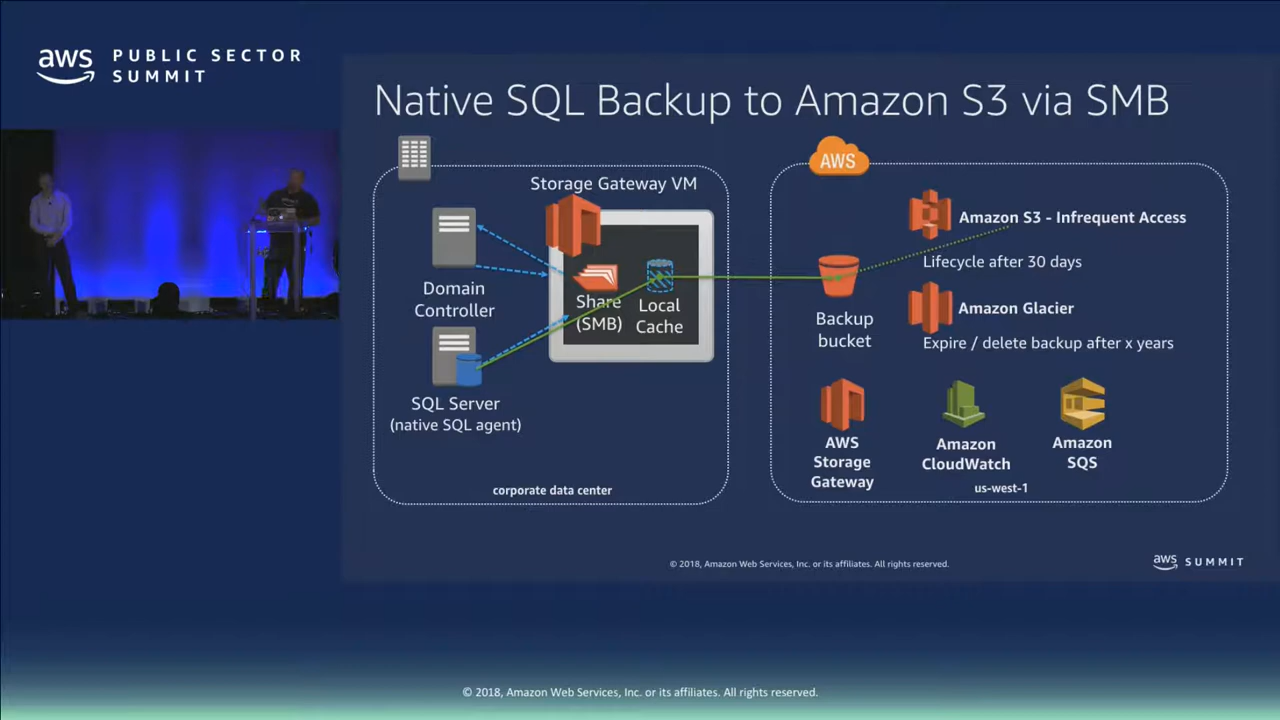 aws PUBLIC SECTOR
SUMMIT
Native SQL Backup to Amazon S3 via SMB
AWS
Storage Gateway VM
Domain
Controller
Share
(SMB)
Local
Cache
SQL Server
(native SQL agent)
corporate data center
Backup
bucket
Amazon S3 - Infrequent Access
Lifecycle after 30 days
Amazon Glacier
Expire / delete backup after x years
AWS
Storage
Gateway
Amazon
CloudWatch
Amazon
SQS
us-west-1
© 2018, Amazon Web Services, Inc. or its affiliates. All rights reserved.
aws SUMMIT
© 2018, Amazon Web Services, Inc. or its affiliates. All rights reserved.